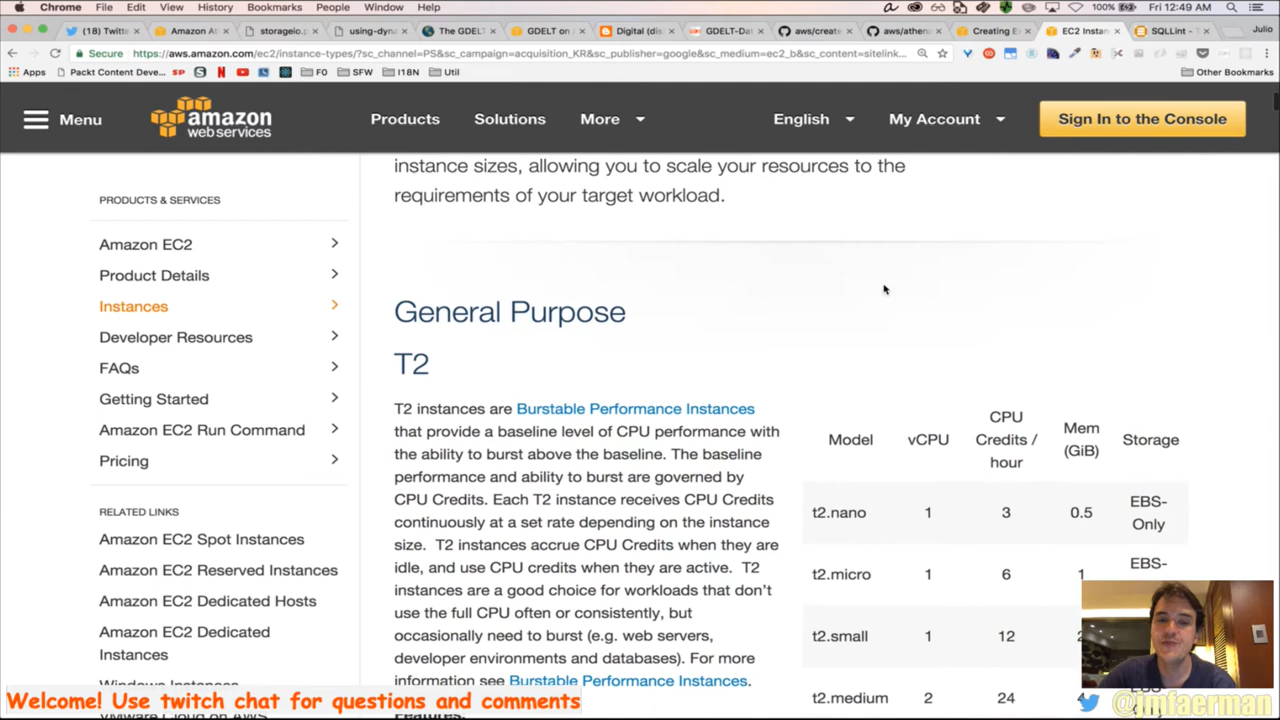 Chrome File Edit View History Bookmarks People Window Help 100% Fri 12:49 AM
(18) Twitt Amazon At storageio.p using-dyna The GDELT GDELT on Digital (dis GDELT-Dat aws/create aws/athen Creating Ex EC2 Instan SQLLint - T Julio
Secure https://aws.amazon.com/ec2/instance-types/?sc_channel=PS&sc_campaign=acquisition_KR&sc_publisher=google&sc_medium=ec2_b&sc_content=sitelink...
Apps Packt Content Deve... F0 SFW I18N Util Other Bookmarks
Menu amazon web services Products Solutions More English My Account Sign In to the Console
instance sizes, allowing you to scale your resources to the
requirements of your target workload.
PRODUCTS & SERVICES
Amazon EC2
Product Details
Instances
Developer Resources
FAQs
Getting Started
Amazon EC2 Run Command
Pricing
RELATED LINKS
Amazon EC2 Spot Instances
Amazon EC2 Reserved Instances
Amazon EC2 Dedicated Hosts
Amazon EC2 Dedicated
Instances
Windows Instances
VMware Cloud on AWS
General Purpose
T2
T2 instances are Burstable Performance Instances
that provide a baseline level of CPU performance with
the ability to burst above the baseline. The baseline
performance and ability to burst are governed by
CPU Credits. Each T2 instance receives CPU Credits
continuously at a set rate depending on the instance
size. T2 instances accrue CPU Credits when they are
idle, and use CPU credits when they are active. T2
instances are a good choice for workloads that don't
use the full CPU often or consistently, but
occasionally need to burst (e.g. web servers,
developer environments and databases). For more
information see Burstable Performance Instances.
Features:
Model vCPU CPU Credits / hour Mem (GiB) Storage
t2.nano 1 3 0.5 EBS-Only
t2.micro 1 6 1 EBS-
t2.small 1 12
t2.medium 2 24
Welcome! Use twitch chat for questions and comments
@jmfaerman